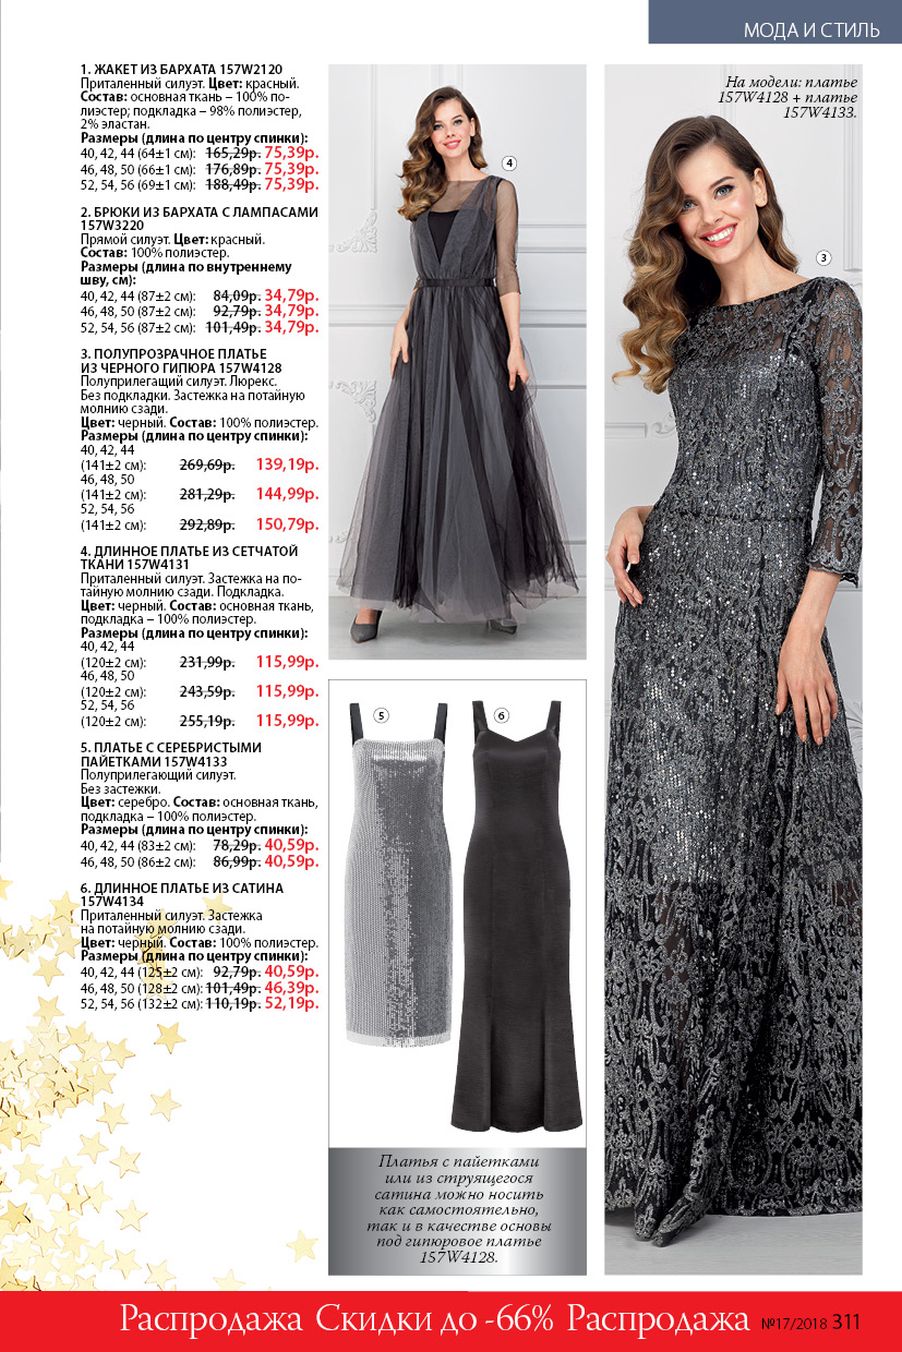 МОДА И СТИЛЬ
1. ЖАКЕТ ИЗ БАРХАТА 157W2120
Приталенный силуэт. Цвет: красный.
Состав: основная ткань – 100% по-
лиэстер; подкладка – 98% полиэстер,
2% эластан.
Размеры (длина по центру спинки):
40, 42, 44 (64±1 см): 165,29р. 75,39р.
46, 48, 50 (66±1 см): 176,89р. 75,39р.
52, 54, 56 (69±1 см): 188,49р. 75,39р.
2. БРЮКИ ИЗ БАРХАТА С ЛАМПАСАМИ
157W3220
Прямой силуэт. Цвет: красный.
Состав: 100% полиэстер.
Размеры (длина по внутреннему
шву, см):
40, 42, 44 (87±2 см): 84,09р. 34,79р.
46, 48, 50 (87±2 см): 92,79р. 34,79р.
52, 54, 56 (87±2 см): 101,49р. 34,79р.
3. ПОЛУПРОЗРАЧНОЕ ПЛАТЬЕ
ИЗ ЧЕРНОГО ГИПЮРА 157W4128
Полуприлегащий силуэт. Люрекс.
Без подкладки. Застежка на потайную
молнию сзади.
Цвет: черный. Состав: 100% полиэстер.
Размеры (длина по центру спинки):
40, 42, 44
(141±2 см): 269,69р. 139,19р.
46, 48, 50
(141±2 см): 281,29р. 144,99р.
52, 54, 56
(141±2 см): 292,89р. 150,79р.
4. ДЛИННОЕ ПЛАТЬЕ ИЗ СЕТЧАТОЙ
ТКАНИ 157W4131
Приталенный силуэт. Застежка на по-
тайную молнию сзади. Подкладка.
Цвет: черный. Состав: основная ткань,
подкладка – 100% полиэстер.
Размеры (длина по центру спинки):
40, 42, 44
(120±2 см): 231,99р. 115,99р.
46, 48, 50
(120±2 см): 243,59р. 115,99р.
52, 54, 56
(120±2 см): 255,19р. 115,99р.
5. ПЛАТЬЕ С СЕРЕБРИСТЫМИ
ПАЙЕТКАМИ 157W4133
Полуприлегающий силуэт.
Без застежки.
Цвет: серебро. Состав: основная ткань,
подкладка – 100% полиэстер.
Размеры (длина по центру спинки):
40, 42, 44 (83±2 см): 78,29р. 40,59р.
46, 48, 50 (86±2 см): 86,99р. 40,59р.
6. ДЛИННОЕ ПЛАТЬЕ ИЗ САТИНА
157W4134
Приталенный силуэт. Застежка
на потайную молнию сзади.
Цвет: черный. Состав: 100% полиэстер.
Размеры (длина по центру спинки):
40, 42, 44 (125±2 см): 92,79р. 40,59р.
46, 48, 50 (128±2 см): 101,49р. 46,39р.
52, 54, 56 (132±2 см): 110,19р. 52,19р.
4
На модели: платье
157W4128 + платье
157W4133.
3
5
6
Платья с пайетками
или из струящегося
сатина можно носить
как самостоятельно,
так и в качестве основы
под гипюровое платье
157W4128.
Распродажа Скидки до -66% Распродажа №17/2018 311